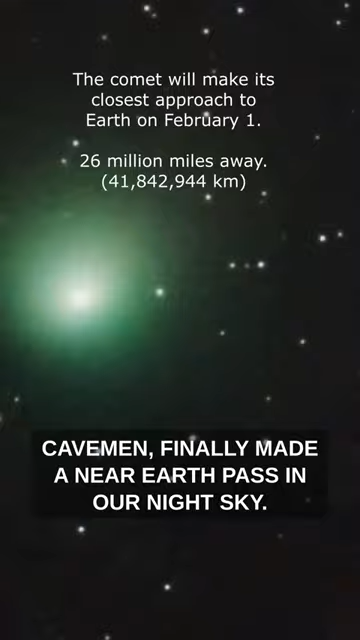 The comet will make its
closest approach to
Earth on February 1.
26 million miles away.
(41,842,944 km)
CAVEMEN, FINALLY MADE
A NEAR EARTH PASS IN
OUR NIGHT SKY.